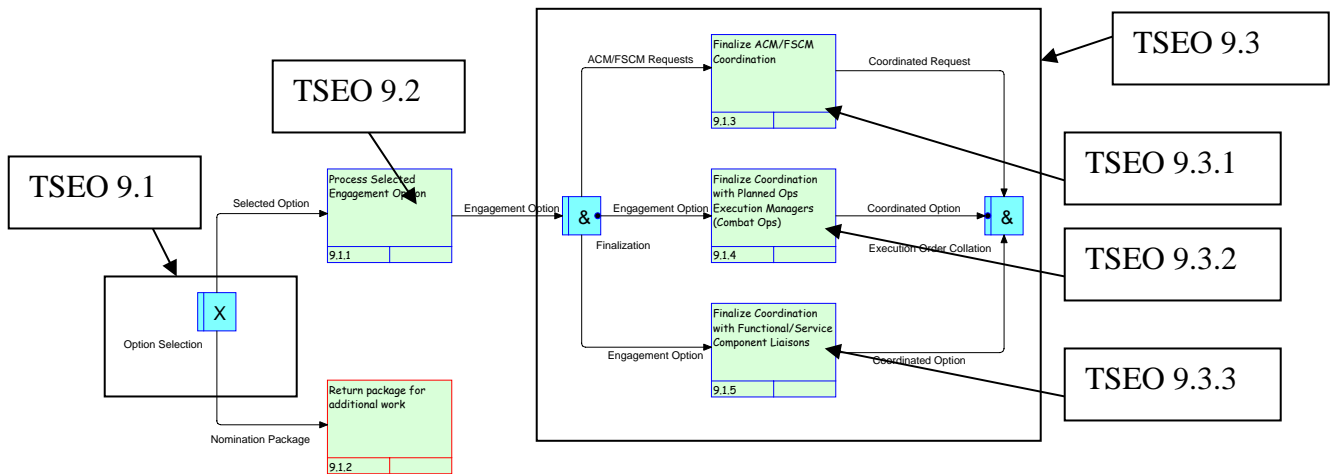 TSEO 9.3
Finalize ACM/FSCM
Coordination
ACM/FSCM Requests
Coordinated Request
9.1.3
TSEO 9.2
TSEO 9.3.1
TSEO 9.1
Process Selected
Engagement Option
Selected Option
9.1.1
Engagement Option
&
Finalization
Engagement Option
Finalize Coordination
with Planned Ops
Execution Managers
(Combat Ops)
9.1.4
Coordinated Option
&
Execution Order Collation
TSEO 9.3.2
X
Option Selection
Finalize Coordination
with Functional/Service
Component Liaisons
Engagement Option
9.1.5
Coordinated Option
TSEO 9.3.3
Return package for
additional work
Nomination Package
9.1.2